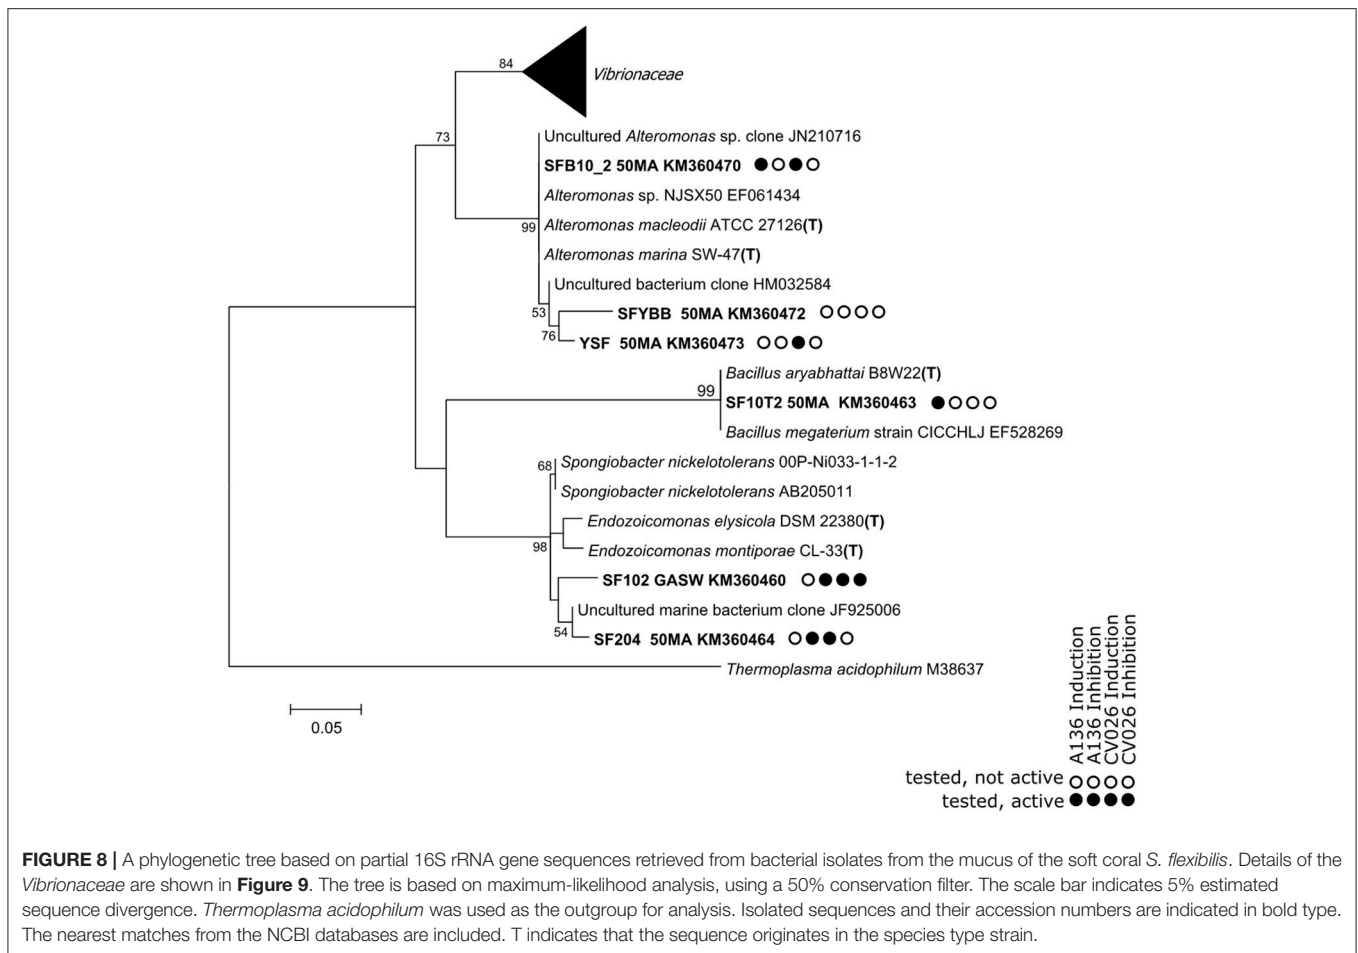 84
Vibrionaceae
73
Uncultured Alteromonas sp. clone JN210716
SFB10_2 50MA KM360470
Alteromonas sp. NJSX50 EF061434
99
Alteromonas macleodii ATCC 27126(T)
Alteromonas marina SW-47(T)
Uncultured bacterium clone HM032584
53
SFYBB 50MA KM360472
76
YSF 50MA KM360473
Bacillus aryabhattai B8W22(T)
99
SF10T2 50MA KM360463
Bacillus megaterium strain CICCHLJ EF528269
68
Spongiobacter nickelotolerans 00P-Ni033-1-1-2
Spongiobacter nickelotolerans AB205011
Endozoicomonas elysicola DSM 22380(T)
98
Endozoicomonas montiporae CL-33(T)
SF102 GASW KM360460
Uncultured marine bacterium clone JF925006
54
SF204 50MA KM360464
Thermoplasma acidophilum M38637
0.05
A136 Induction
A136 Inhibition
CV026 Induction
CV026 Inhibition
tested, not active
tested, active
FIGURE 8 | A phylogenetic tree based on partial 16S rRNA gene sequences retrieved from bacterial isolates from the mucus of the soft coral S. flexibilis. Details of the
Vibrionaceae are shown in Figure 9. The tree is based on maximum-likelihood analysis, using a 50% conservation filter. The scale bar indicates 5% estimated
sequence divergence. Thermoplasma acidophilum was used as the outgroup for analysis. Isolated sequences and their accession numbers are indicated in bold type.
The nearest matches from the NCBI databases are included. T indicates that the sequence originates in the species type strain.